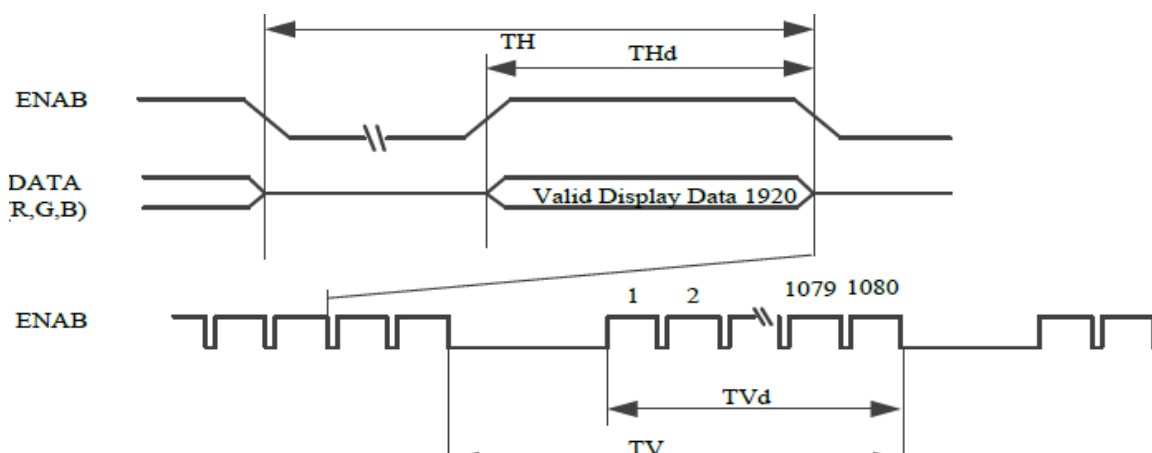 TH
THd
ENAB
DATA
R,G,B)
Valid Display Data 1920
1 2 1079 1080
ENAB
TVd
TV